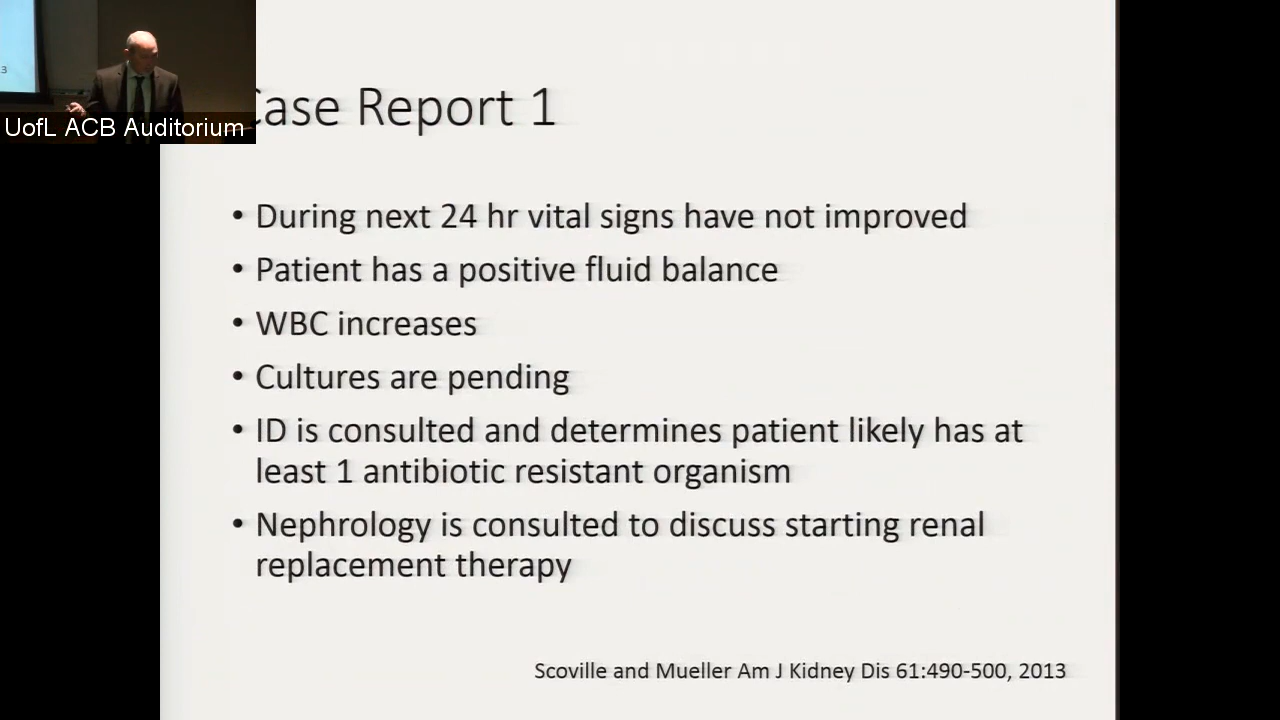 3
UofL ACB Auditorium
Case Report 1
• During next 24 hr vital signs have not improved
• Patient has a positive fluid balance
• WBC increases
• Cultures are pending
• ID is consulted and determines patient likely has at
least 1 antibiotic resistant organism
• Nephrology is consulted to discuss starting renal
replacement therapy
Scoville and Mueller Am J Kidney Dis 61:490-500, 2013